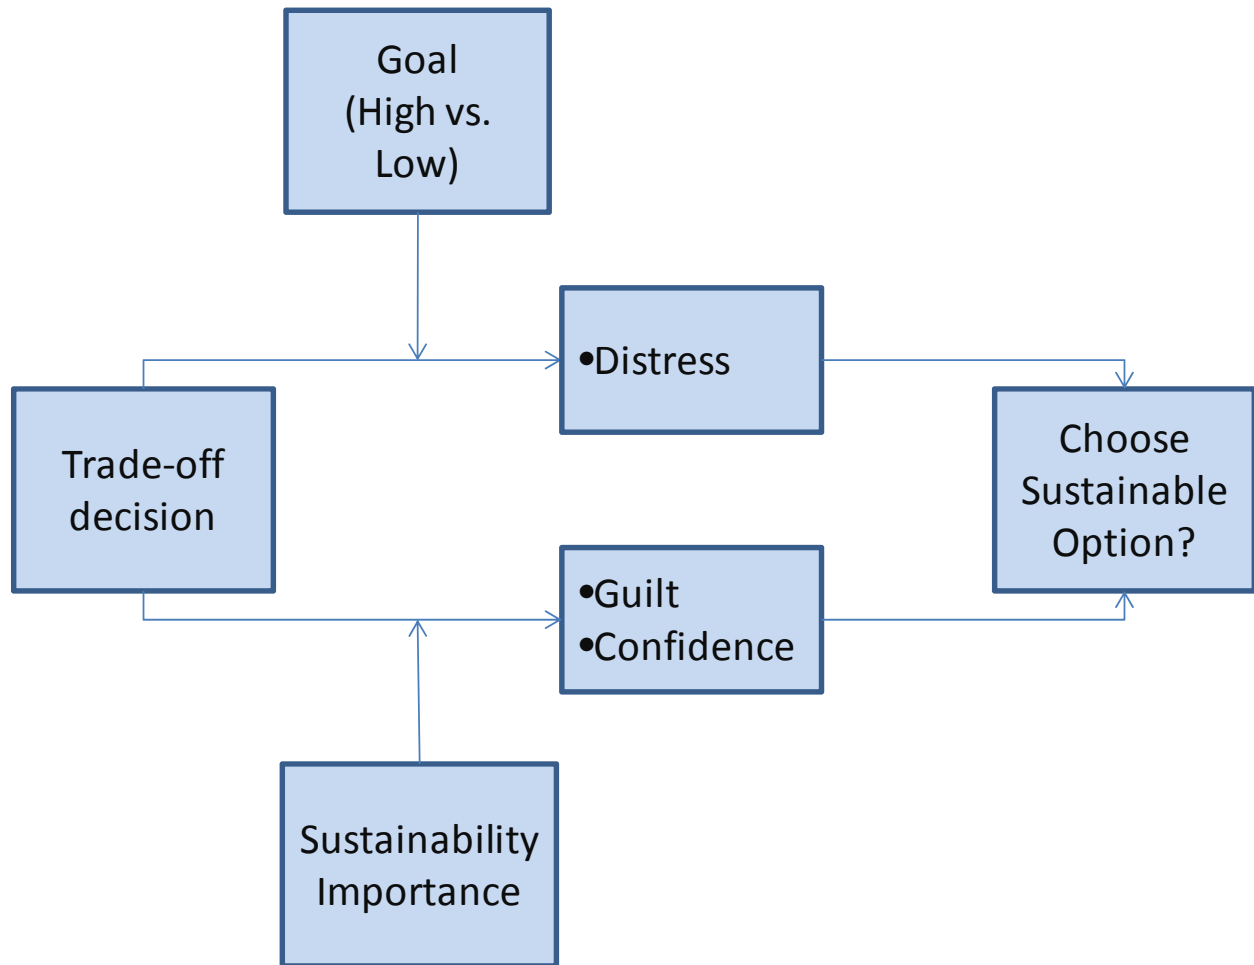 Goal
(High vs.
Low)
•Distress
Trade-off
decision
Choose
Sustainable
Option?
•Guilt
•Confidence
Sustainability
Importance